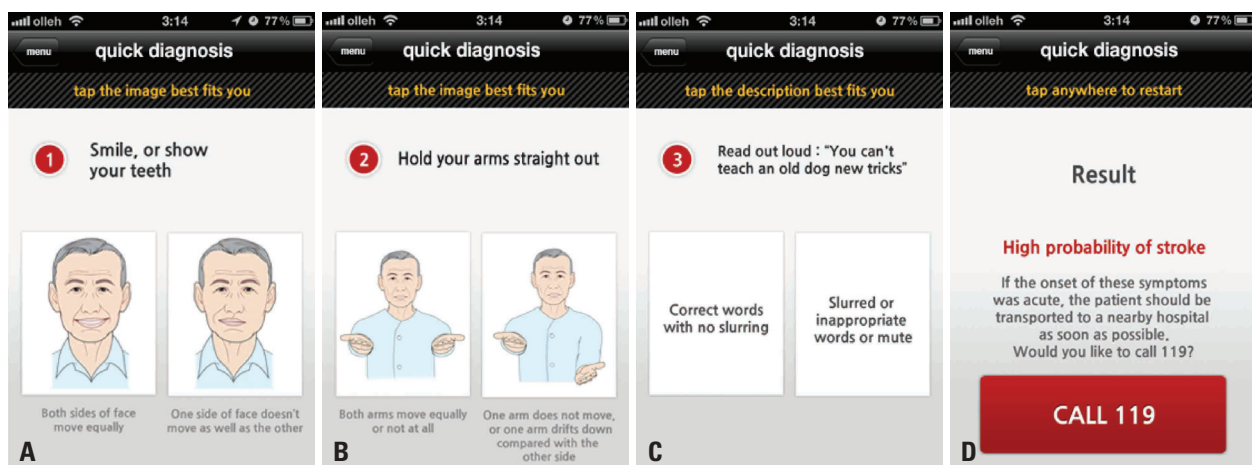 olleh 3:14 77%
menu quick diagnosis
tap the image best fits you
1 Smile, or show
your teeth
Both sides of face
move equally
One side of face doesn't
move as well as the other
A
olleh 3:14 77%
menu quick diagnosis
tap the image best fits you
2 Hold your arms straight out
Both arms move equally
or not at all
One arm does not move,
or one arm drifts down
compared with the
other side
B
olleh 3:14 77%
menu quick diagnosis
tap the description best fits you
3 Read out loud : "You can't
teach an old dog new tricks"
Correct words
with no slurring
Slurred or
inappropriate
words or mute
C
olleh 3:14 77%
menu quick diagnosis
tap anywhere to restart
Result
High probability of stroke
If the onset of these symptoms
was acute, the patient should be
transported to a nearby hospital
as soon as possible.
Would you like to call 119?
CALL 119
D